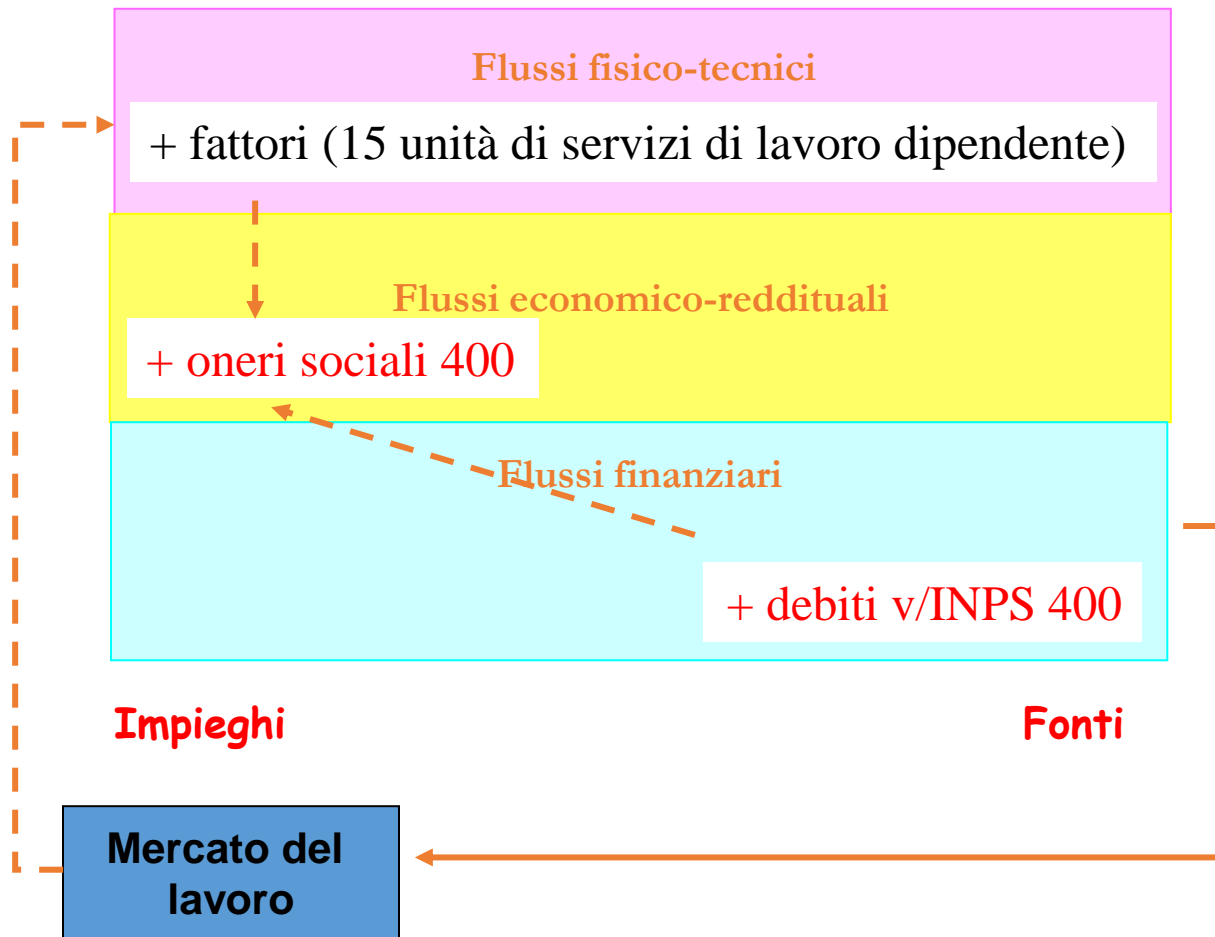 Flussi fisico-tecnici
+ fattori (15 unità di servizi di lavoro dipendente)
Flussi economico-reddituali
+ oneri sociali 400
Flussi finanziari
+ debiti v/INPS 400
Impieghi
Fonti
Mercato del
lavoro